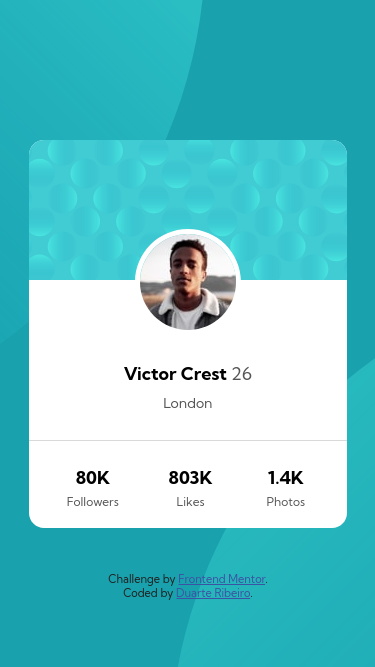 Victor Crest 26
London
80K 803K 1.4K
Followers Likes Photos
Challenge by Frontend Mentor.
Coded by Duarte Ribeiro.